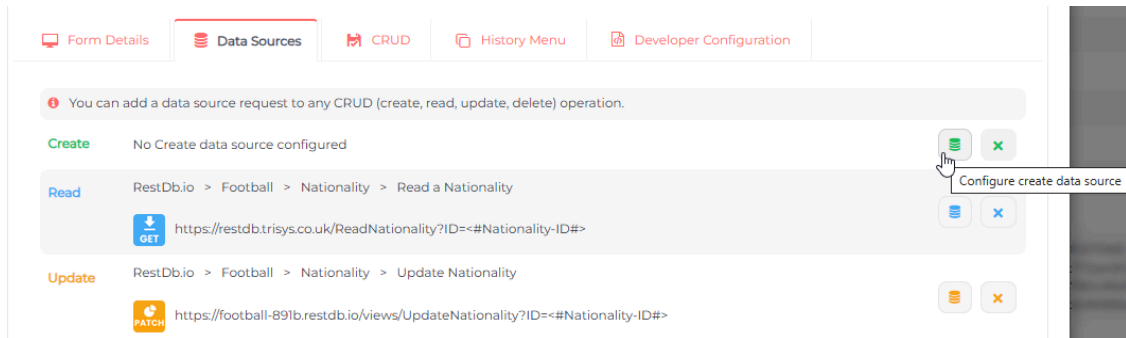 Form Details
Data Sources
CRUD
History Menu
Developer Configuration
You can add a data source request to any CRUD (create, read, update, delete) operation.
Create
No Create data source configured
Configure create data source
Read
RestDb.io > Football > Nationality > Read a Nationality
GET
https://restdb.trisys.co.uk/ReadNationality?ID=<#Nationality-ID#>
Update
RestDb.io > Football > Nationality > Update Nationality
PATCH
https://football-891b.restdb.io/views/UpdateNationality?ID=<#Nationality-ID#>